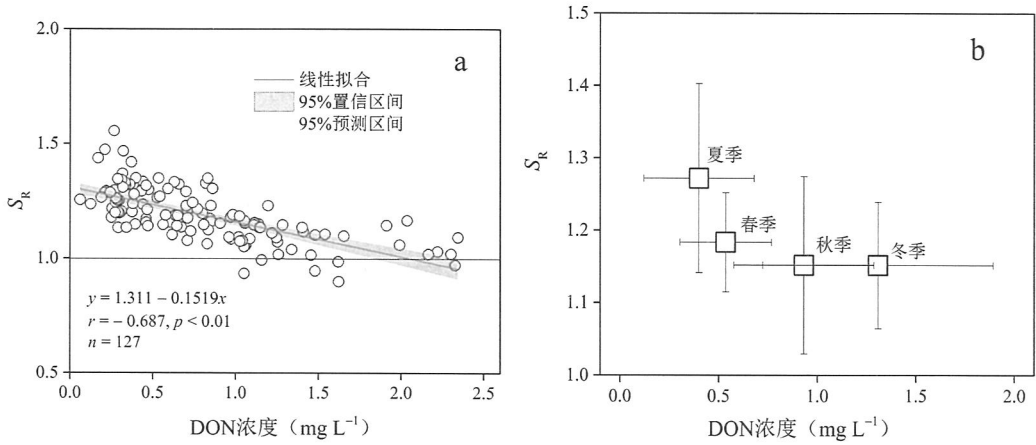 a
线性拟合
95%置信区间
95%预测区间
y = 1.311 − 0.1519x
r = − 0.687, p < 0.01
n = 127
2.0
1.5
1.0
0.5
S_R
0.0 0.5 1.0 1.5 2.0 2.5
DON浓度（mg L⁻¹）
b
夏季
春季
秋季
冬季
1.5
1.4
1.3
1.2
1.1
1.0
S_R
0.0 0.5 1.0 1.5 2.0
DON浓度（mg L⁻¹）